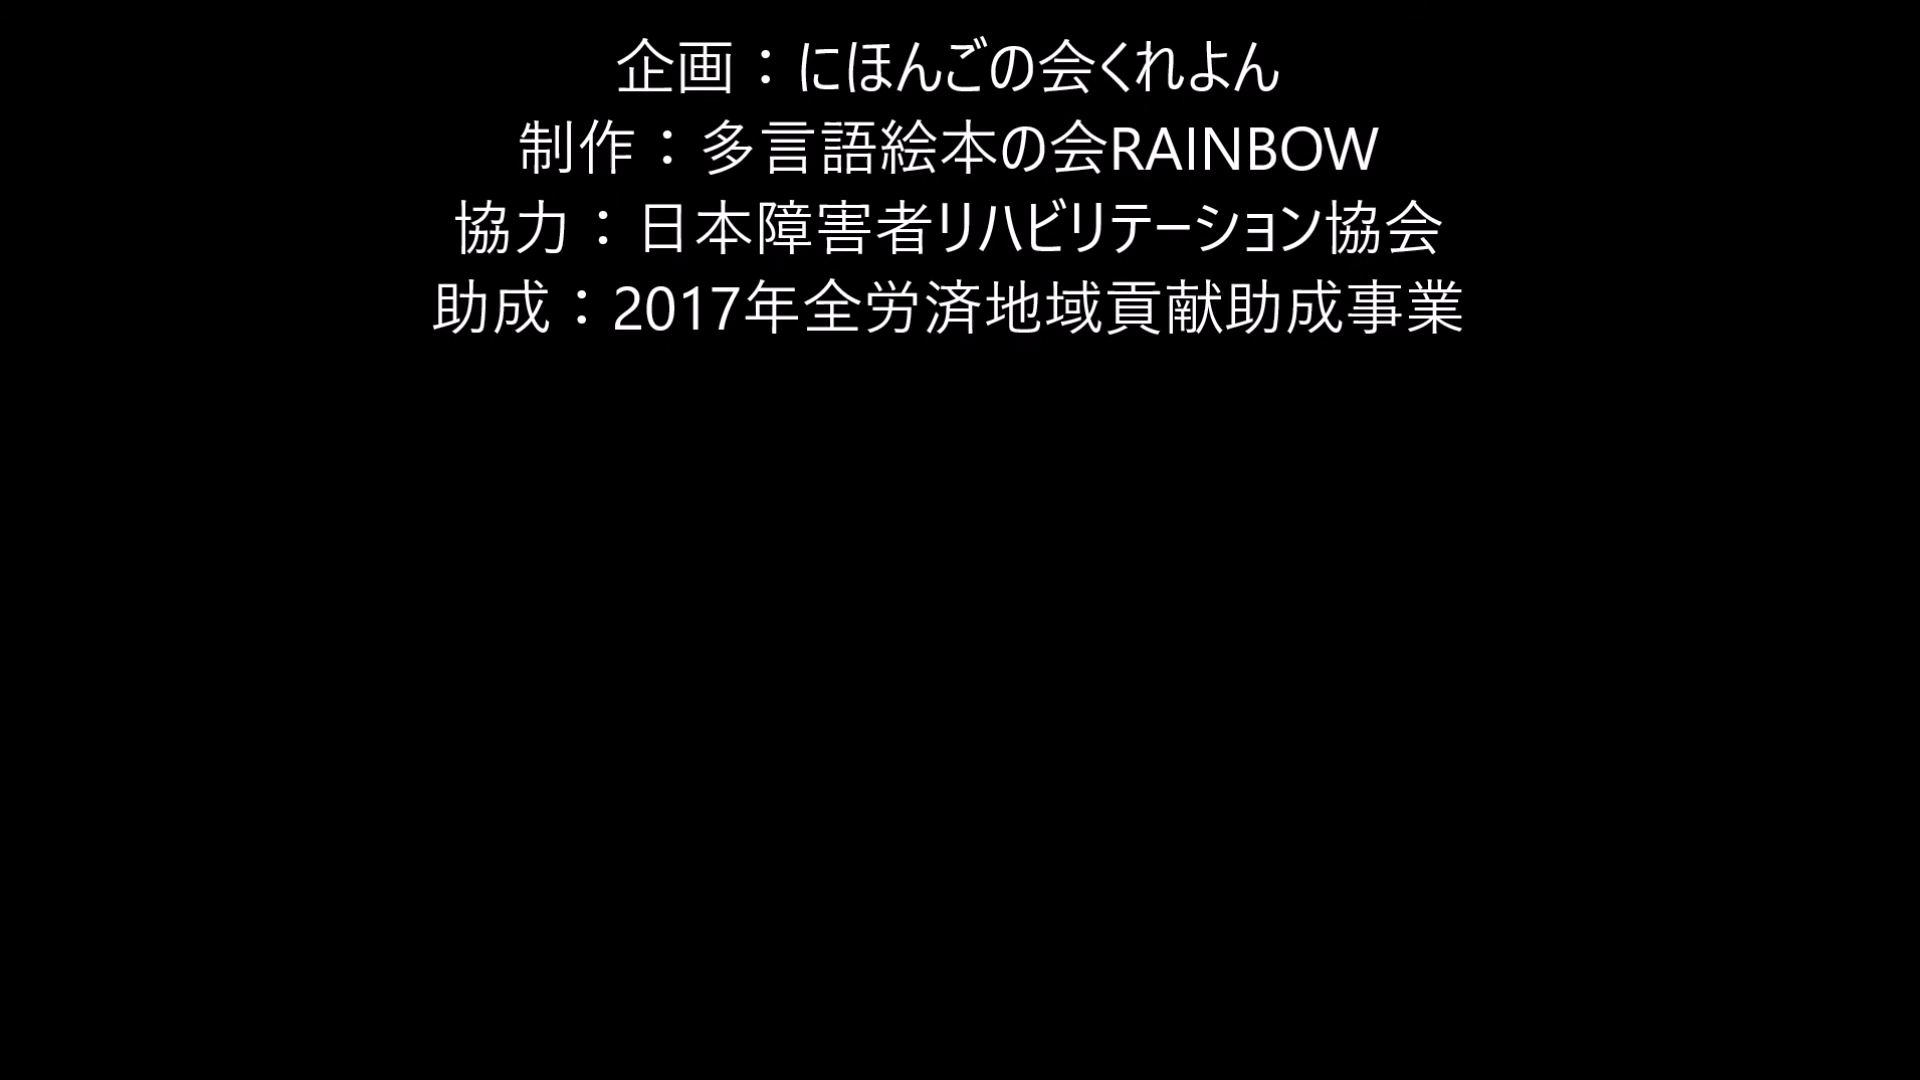 企画：にほんごの会くれよん
制作：多言語絵本の会RAINBOW
協力：日本障害者リハビリテーション協会
助成：2017年全労済地域貢献助成事業